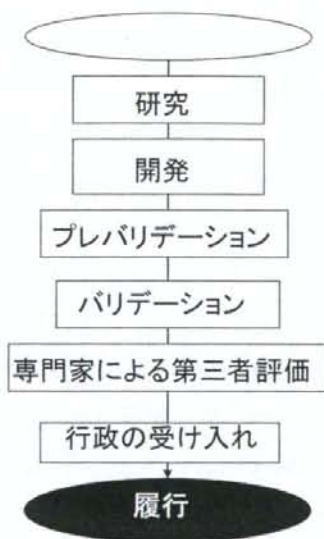 研究
開発
プレバリデーション
バリデーション
専門家による第三者評価
行政の受け入れ
履行